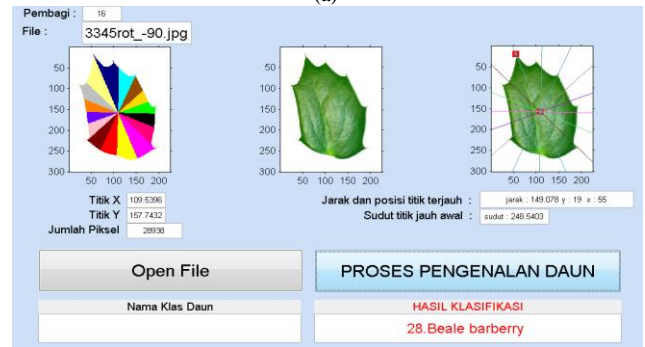 (a)
Pembagi : 16
File : 3345rot_-90.jpg
50 50 50
100 100 100
150 150 150
200 200 200
250 250 250
300 300 300
50 100 150 200 50 100 150 200 50 100 150 200
Titik X 109.6396 Jarak dan posisi titik terjauh : jarak : 149.078 y : 19 x : 55
Titik Y 157.7432 Sudut titik jauh awal : sudut : 248.5403
Jumlah Piksel 28938
Open File PROSES PENGENALAN DAUN
Nama Klas Daun HASIL KLASIFIKASI
28.Beale barberry